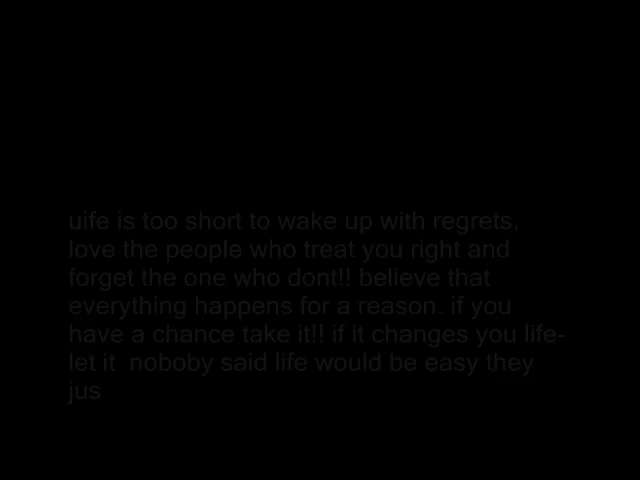 uife is too short to wake up with regrets,
love the people who treat you right and
forget the one who dont!! believe that
everything happens for a reason. if you
have a chance take it!! if it changes you life-
let it  noboby said life would be easy they
jus